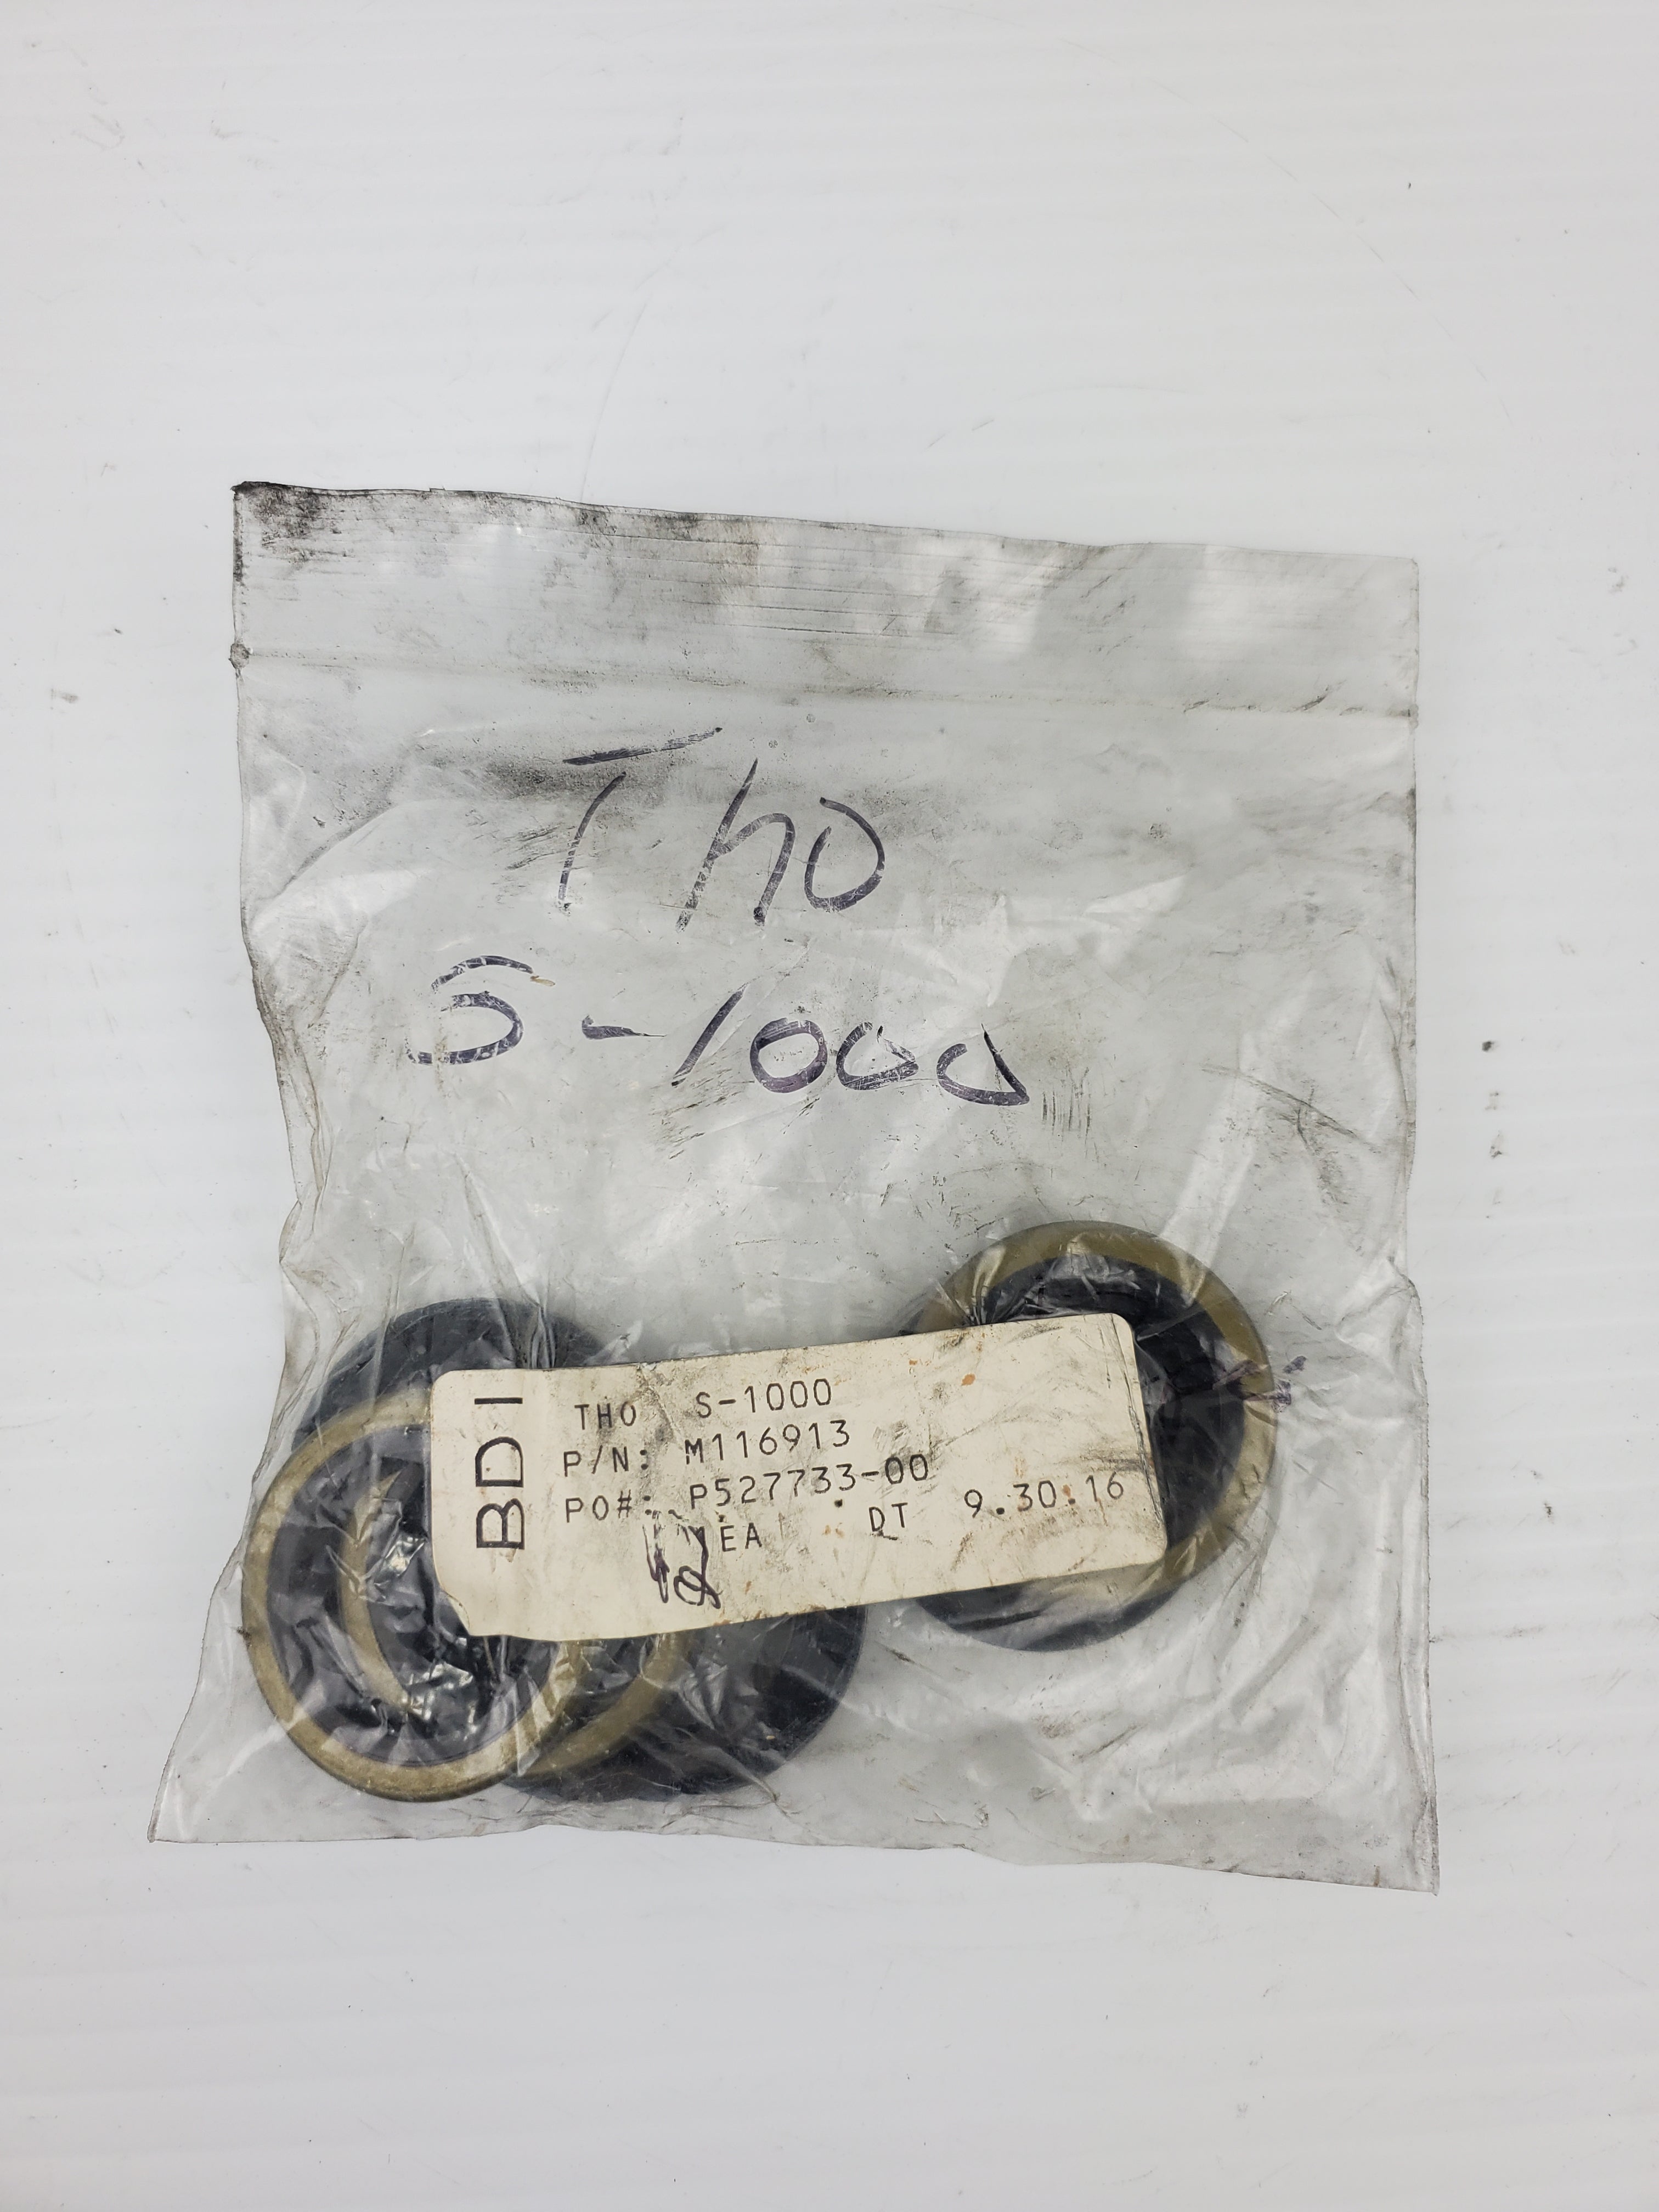 Tho
S-1000
BDI
THO S-1000
P/N: M116913
PO#: P527733-00
EA DT 9.30.16